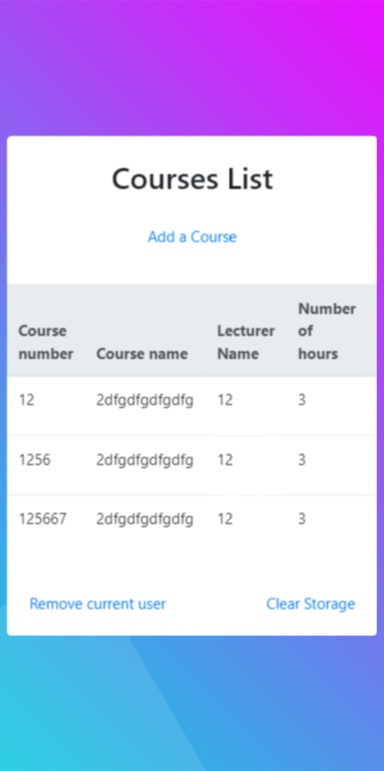 Courses List
Add a Course
Number
Course Lecturer of
number Course name Name hours
12 2dfgdfgdfgdfg 12 3
1256 2dfgdfgdfgdfg 12 3
125667 2dfgdfgdfgdfg 12 3
Remove current user Clear Storage